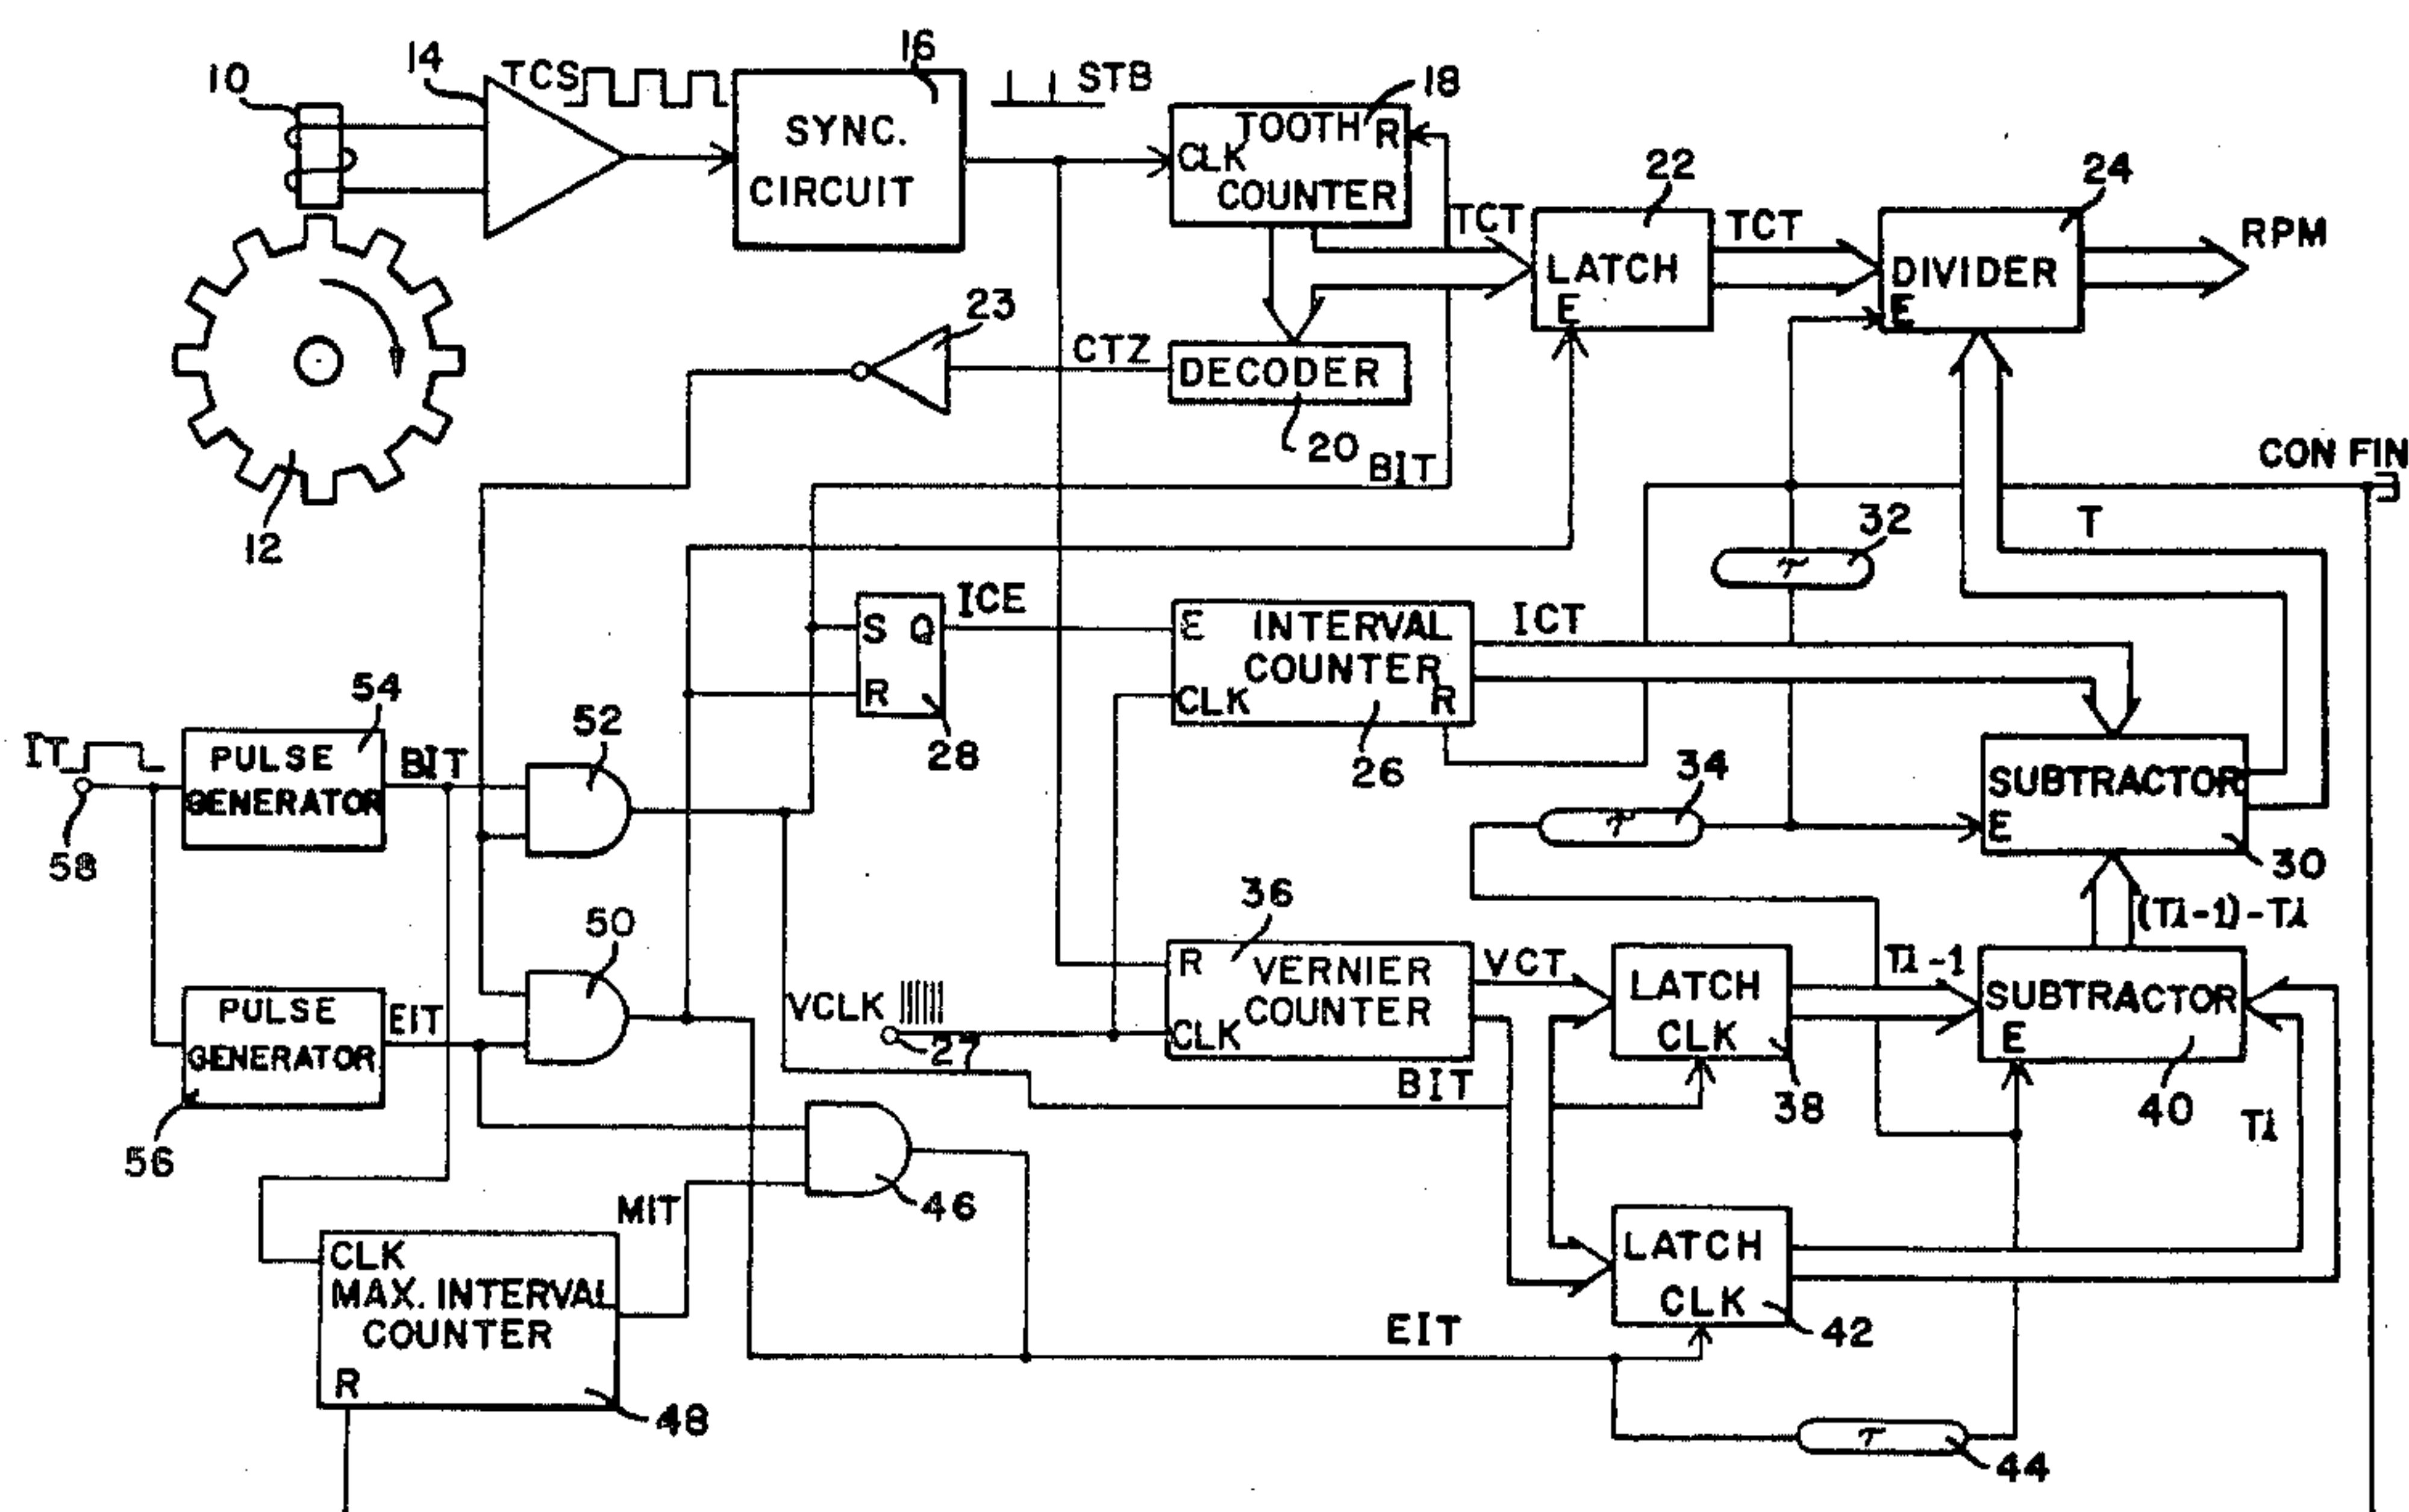 10
14
TCS
16
SYNC.
CIRCUIT
STB
18
TOOTH R
CLK
COUNTER
TCT
22
LATCH
E
TCT
24
DIVIDER
E
RPM
12
23
CTZ
DECODER
20
BIT
CON FIN
T
32
τ
ICE
S Q
R
28
E INTERVAL
COUNTER
CLK R
26
ICT
IT
58
54
PULSE
GENERATOR
BIT
52
34
τ
SUBTRACTOR
E
30
(Ti-1)-Ti
50
PULSE
GENERATOR
56
EIT
VCLK
27
36
R VERNIER
COUNTER
CLK
VCT
BIT
LATCH
CLK
38
Ti-1
SUBTRACTOR
E
40
Ti
46
MIT
CLK
MAX. INTERVAL
COUNTER
R
48
LATCH
CLK
42
EIT
τ
44